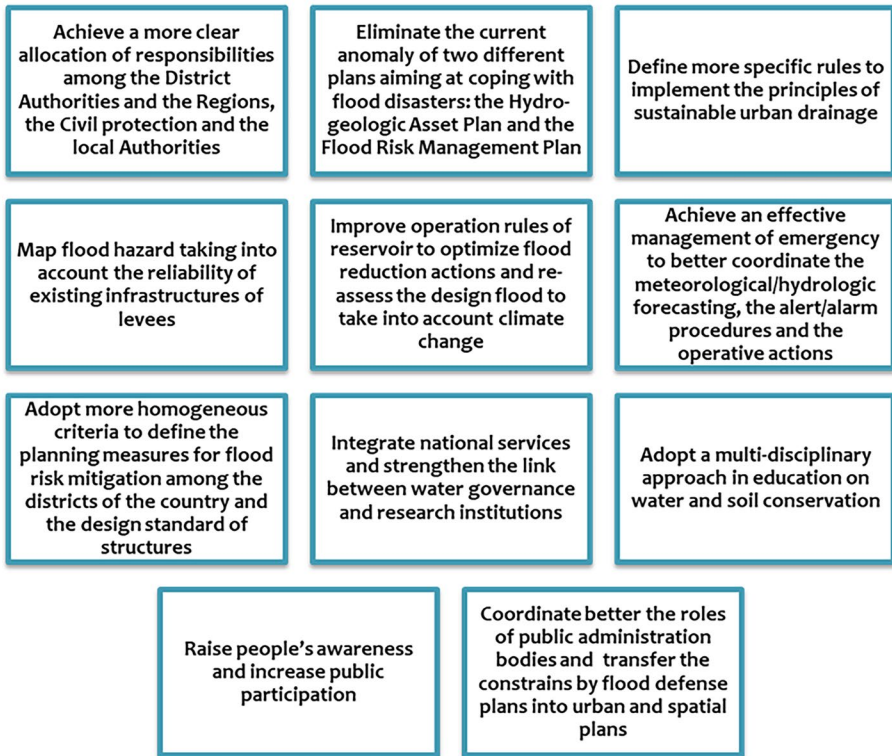 Achieve a more clear
allocation of responsibilities
among the District
Authorities and the Regions,
the Civil protection and the
local Authorities
Eliminate the current
anomaly of two different
plans aiming at coping with
flood disasters: the Hydro-
geologic Asset Plan and the
Flood Risk Management Plan
Define more specific rules to
implement the principles of
sustainable urban drainage
Map flood hazard taking into
account the reliability of
existing infrastructures of
levees
Improve operation rules of
reservoir to optimize flood
reduction actions and re-
assess the design flood to
take into account climate
change
Achieve an effective
management of emergency
to better coordinate the
meteorological/hydrologic
forecasting, the alert/alarm
procedures and the
operative actions
Adopt more homogeneous
criteria to define the
planning measures for flood
risk mitigation among the
districts of the country and
the design standard of
structures
Integrate national services
and strengthen the link
between water governance
and research institutions
Adopt a multi-disciplinary
approach in education on
water and soil conservation
Raise people's awareness
and increase public
participation
Coordinate better the roles
of public administration
bodies and transfer the
constrains by flood defense
plans into urban and spatial
plans